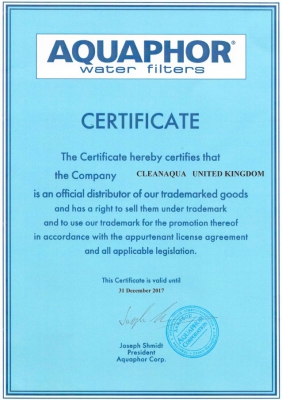 AQUAPHOR®
water filters
CERTIFICATE
The Certificate hereby certifies that
the Company CLEANAQUA UNITED KINGDOM
is an official distributor of our trademarked goods
and has a right to sell them under trademark
and to use our trademark for the promotion thereof
in accordance with the appurtenant license agreement
and all applicable legislation.
This Certificate is valid until
31 December 2017
Joseph Shmidt
President
Aquaphor Corp.
AQUAPHOR
CORPORATION